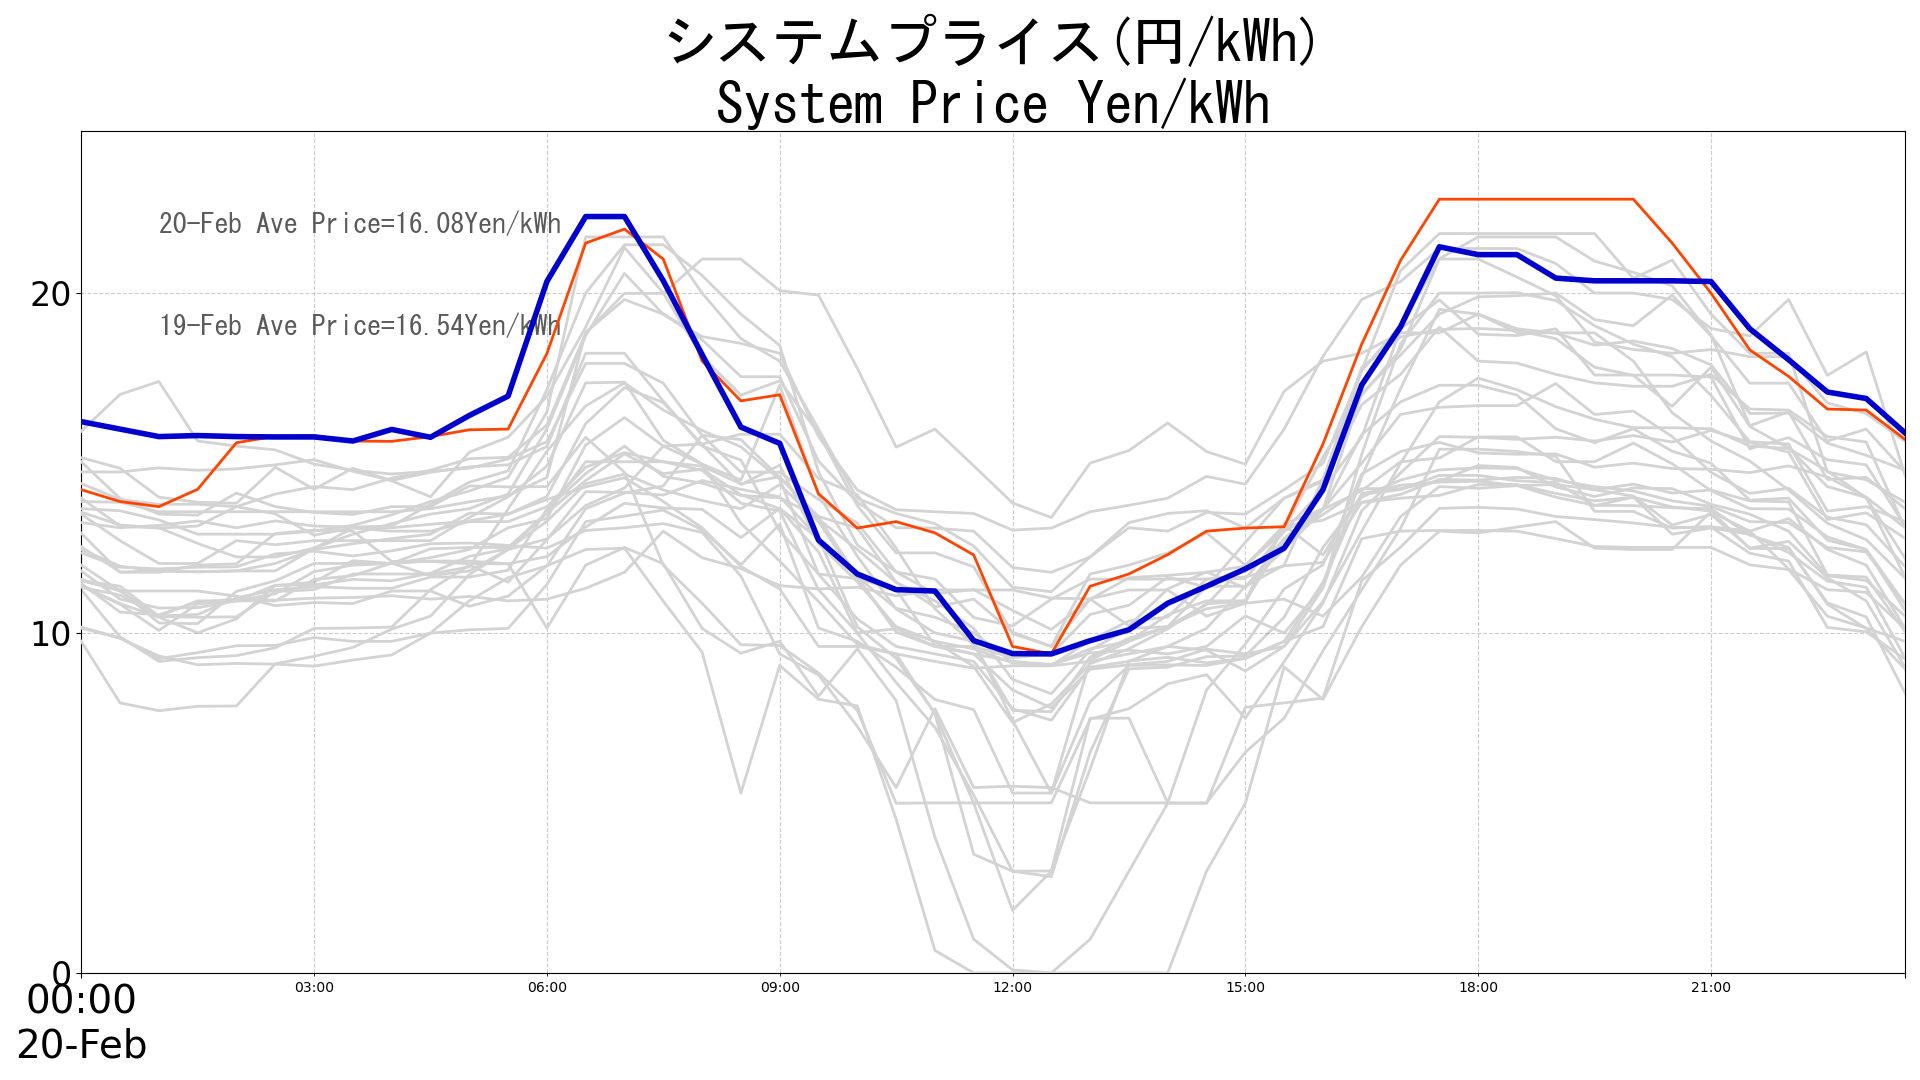 システムプライス(円/kWh)
System Price Yen/kWh
20-Feb Ave Price=16.08Yen/kWh
19-Feb Ave Price=16.54Yen/kWh
20
10
0
00:00 03:00 06:00 09:00 12:00 15:00 18:00 21:00
20-Feb